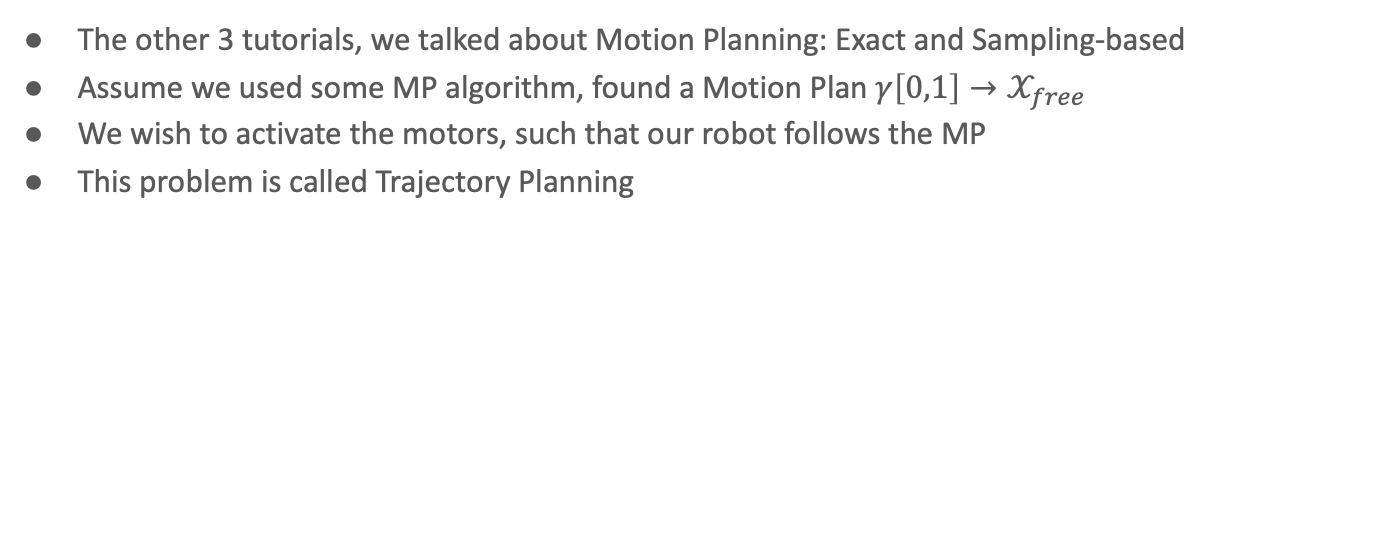 ● The other 3 tutorials, we talked about Motion Planning: Exact and Sampling-based
● Assume we used some MP algorithm, found a Motion Plan 𝛾[0,1] → 𝒳_free
● We wish to activate the motors, such that our robot follows the MP
● This problem is called Trajectory Planning